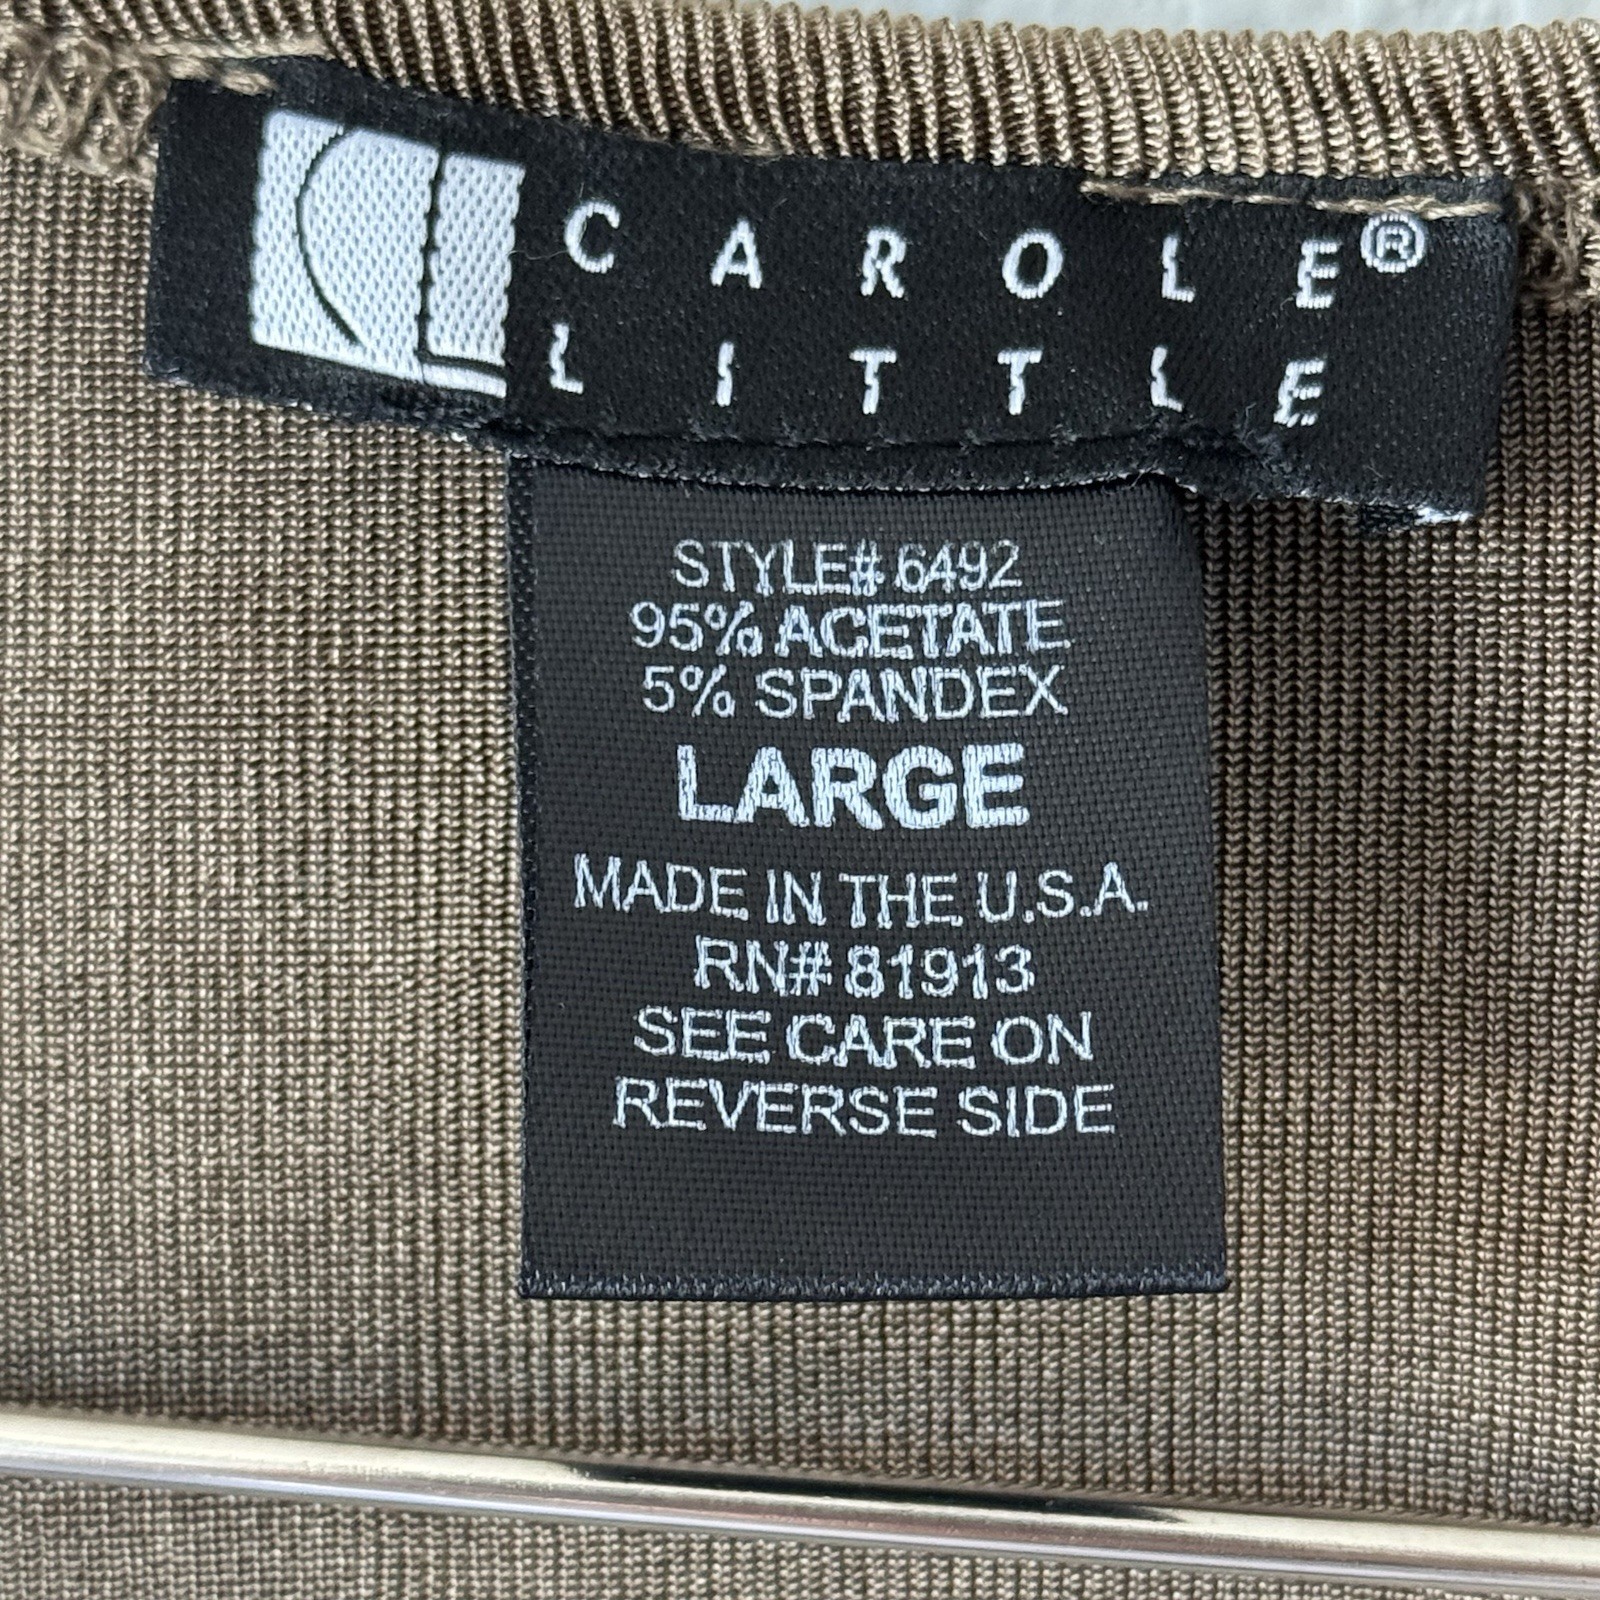 CL CAROLE®
LITTLE
STYLE# 6492
95% ACETATE
5% SPANDEX
LARGE
MADE IN THE U.S.A.
RN# 81913
SEE CARE ON
REVERSE SIDE